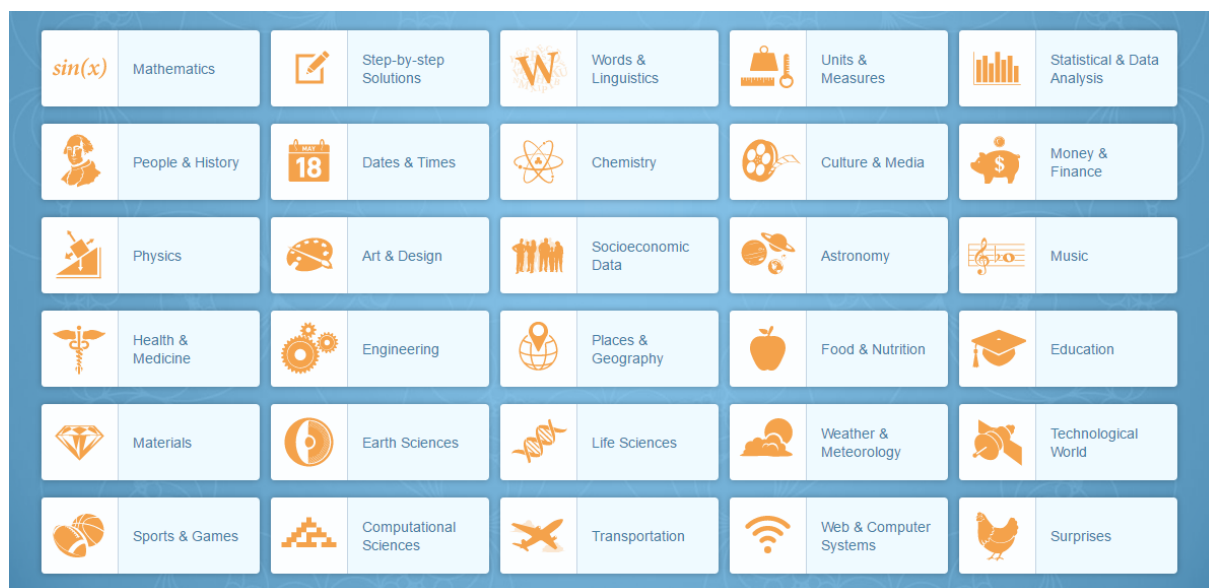 sin(x)
Mathematics
Step-by-step
Solutions
W
Words &
Linguistics
Units &
Measures
Statistical & Data
Analysis
People & History
MAY
18
Dates & Times
Chemistry
Culture & Media
$
Money &
Finance
Physics
Art & Design
Socioeconomic
Data
Astronomy
Music
Health &
Medicine
Engineering
Places &
Geography
Food & Nutrition
Education
Materials
Earth Sciences
Life Sciences
Weather &
Meteorology
Technological
World
Sports & Games
Computational
Sciences
Transportation
Web & Computer
Systems
Surprises